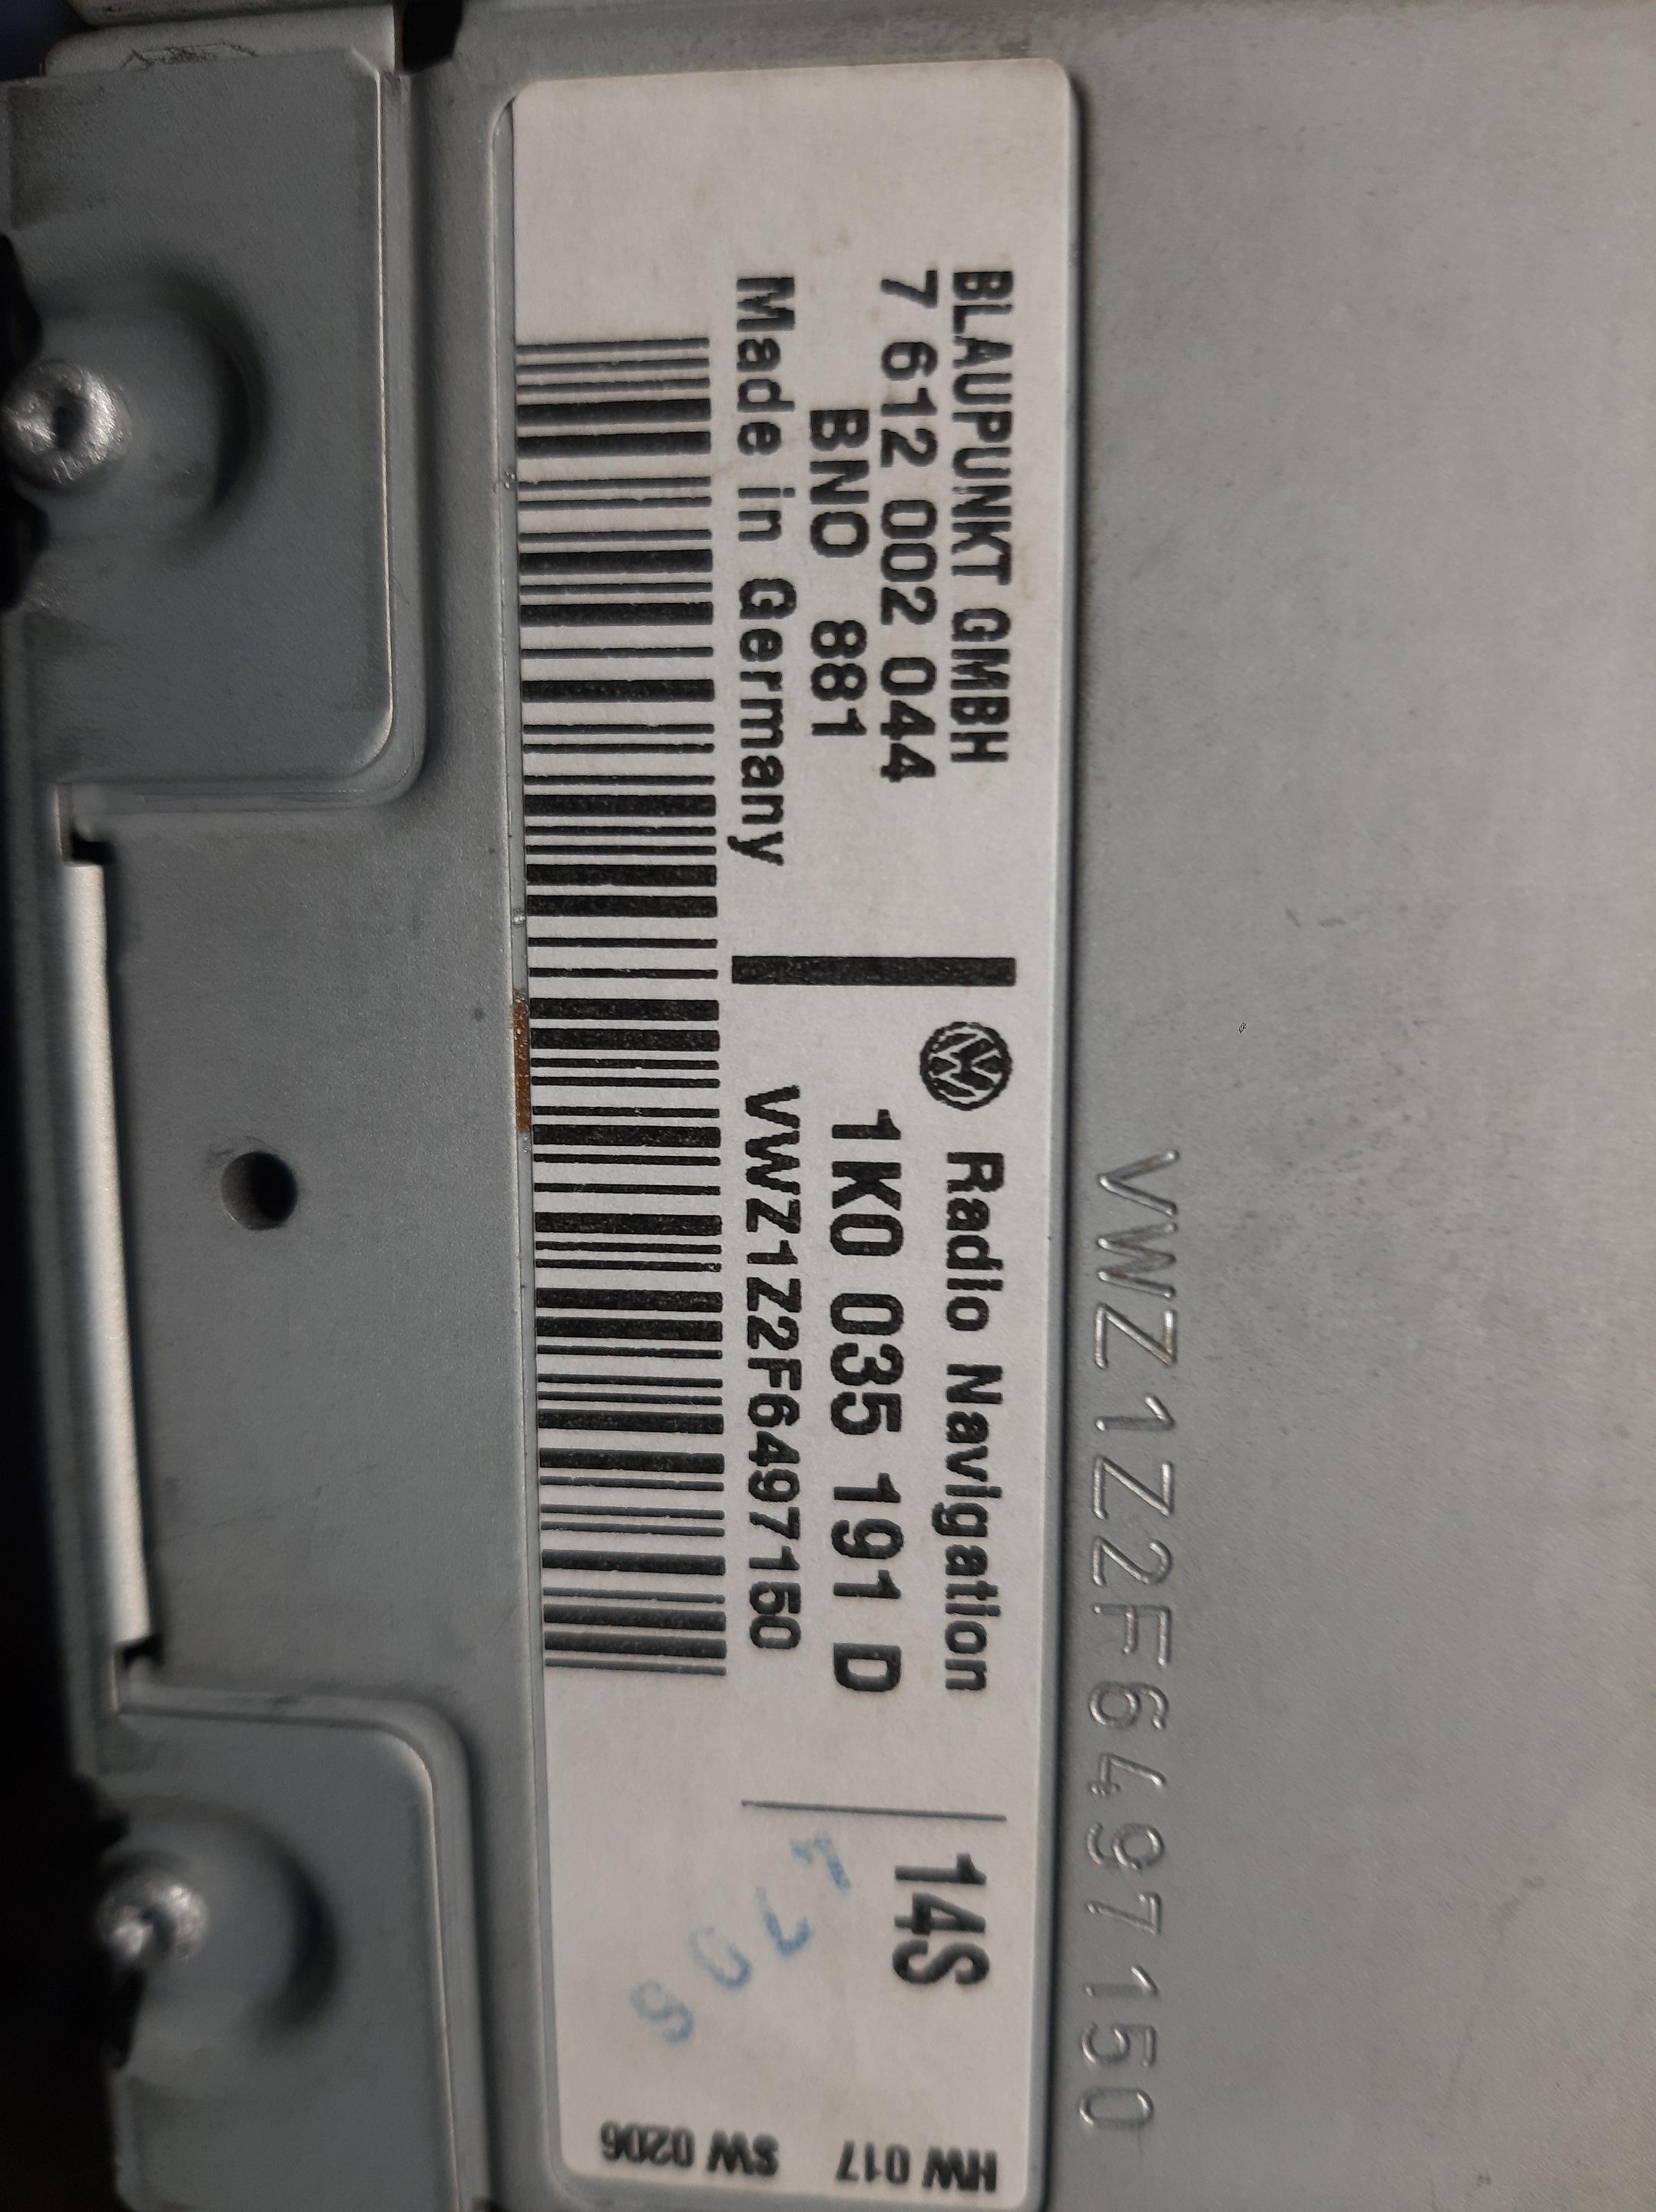 VWZ1Z2F6497150
BLAUPUNKT GMBH
7 612 002 044
BNO 881
Made in Germany
Radio Navigation
1K0 035 191 D
VWZ1Z2F6497150
14S
HW 017
SW 0206